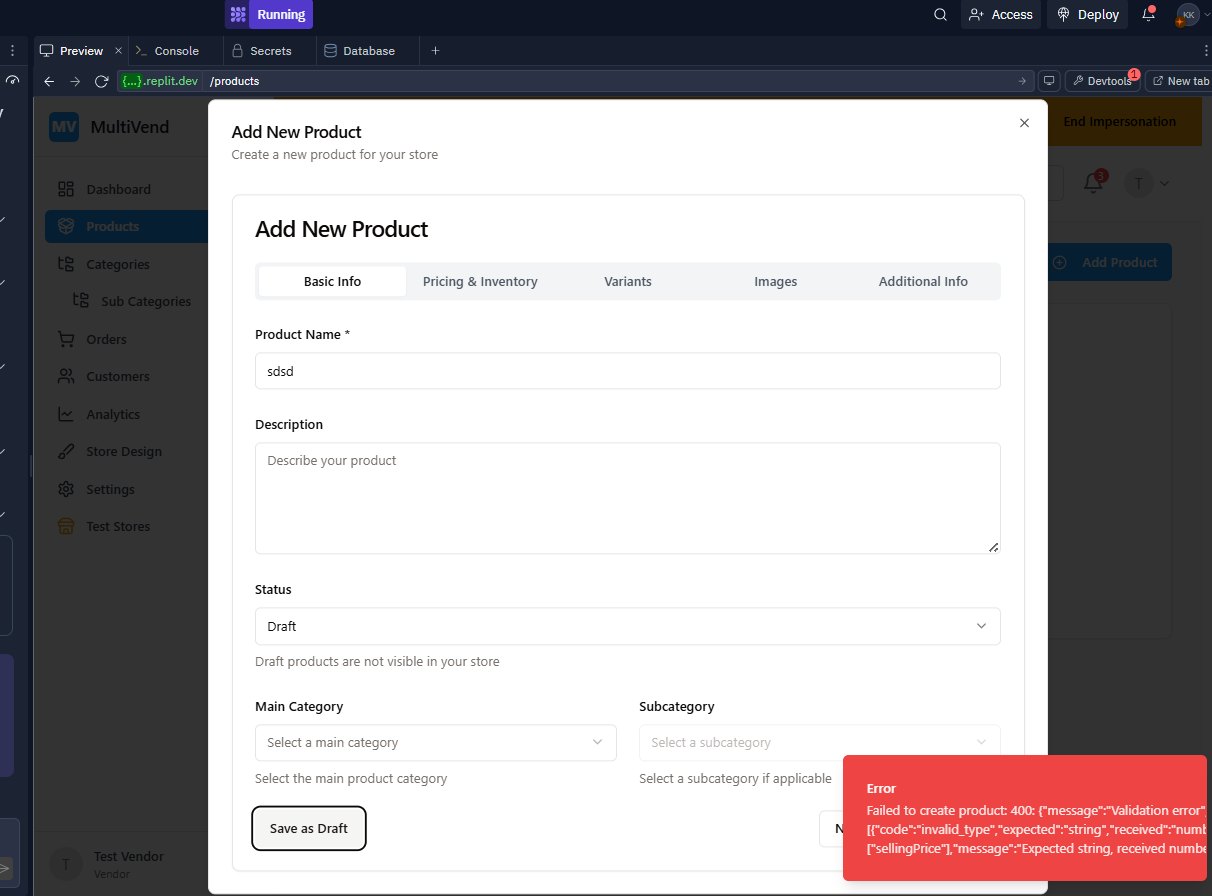 Running
Access
Deploy
KK
Preview
Console
Secrets
Database
{...}.replit.dev /products
Devtools
1
New tab
MV MultiVend
Add New Product
Create a new product for your store
End Impersonation
Dashboard
Products
Categories
Sub Categories
Orders
Customers
Analytics
Store Design
Settings
Test Stores
3
T
Add Product
Add New Product
Basic Info
Pricing & Inventory
Variants
Images
Additional Info
Product Name *
sdsd
Description
Describe your product
Status
Draft
Draft products are not visible in your store
Main Category
Subcategory
Select a main category
Select a subcategory
Select the main product category
Select a subcategory if applicable
Save as Draft
T
Test Vendor
Vendor
Error
Failed to create product: 400: {"message":"Validation error"
[{"code":"invalid_type","expected":"string","received":"numb
["sellingPrice"],"message":"Expected string, received numbe